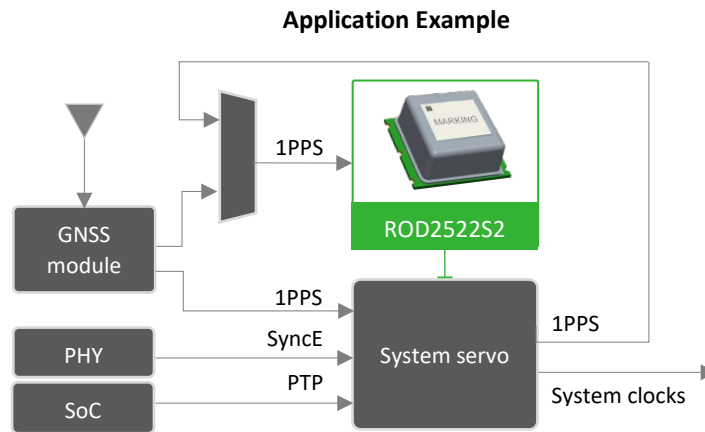 Application Example
MARKING
1PPS
ROD2522S2
GNSS
module
1PPS
1PPS
SyncE
System servo
PHY
PTP
System clocks
SoC